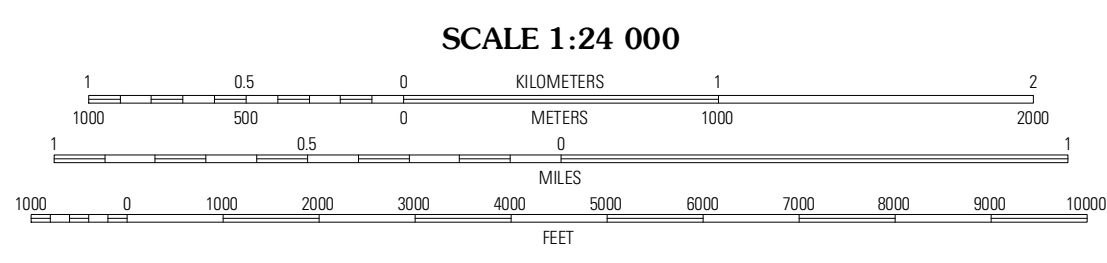 SCALE 1:24 000
1 0.5 0 KILOMETERS 1 2
1000 500 0 METERS 1000 2000
1 0.5 0 1
MILES
1000 0 1000 2000 3000 4000 5000 6000 7000 8000 9000 10000
FEET